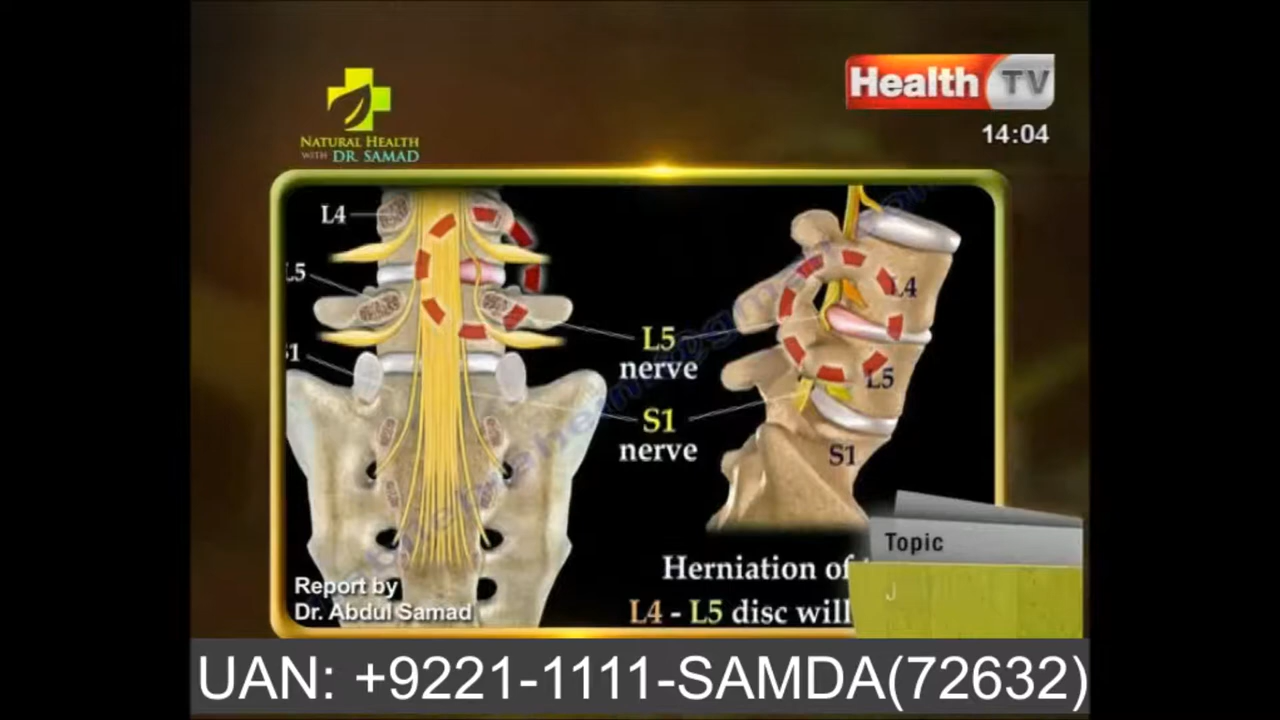 Health TV
14:04
NATURAL HEALTH
WITH DR. SAMAD
L4
L5
S1
L5
nerve
S1
nerve
L4
L5
S1
Herniation of
L4 - L5 disc will
Report by
Dr. Abdul Samad
Topic
J
UAN: +9221-1111-SAMDA(72632)